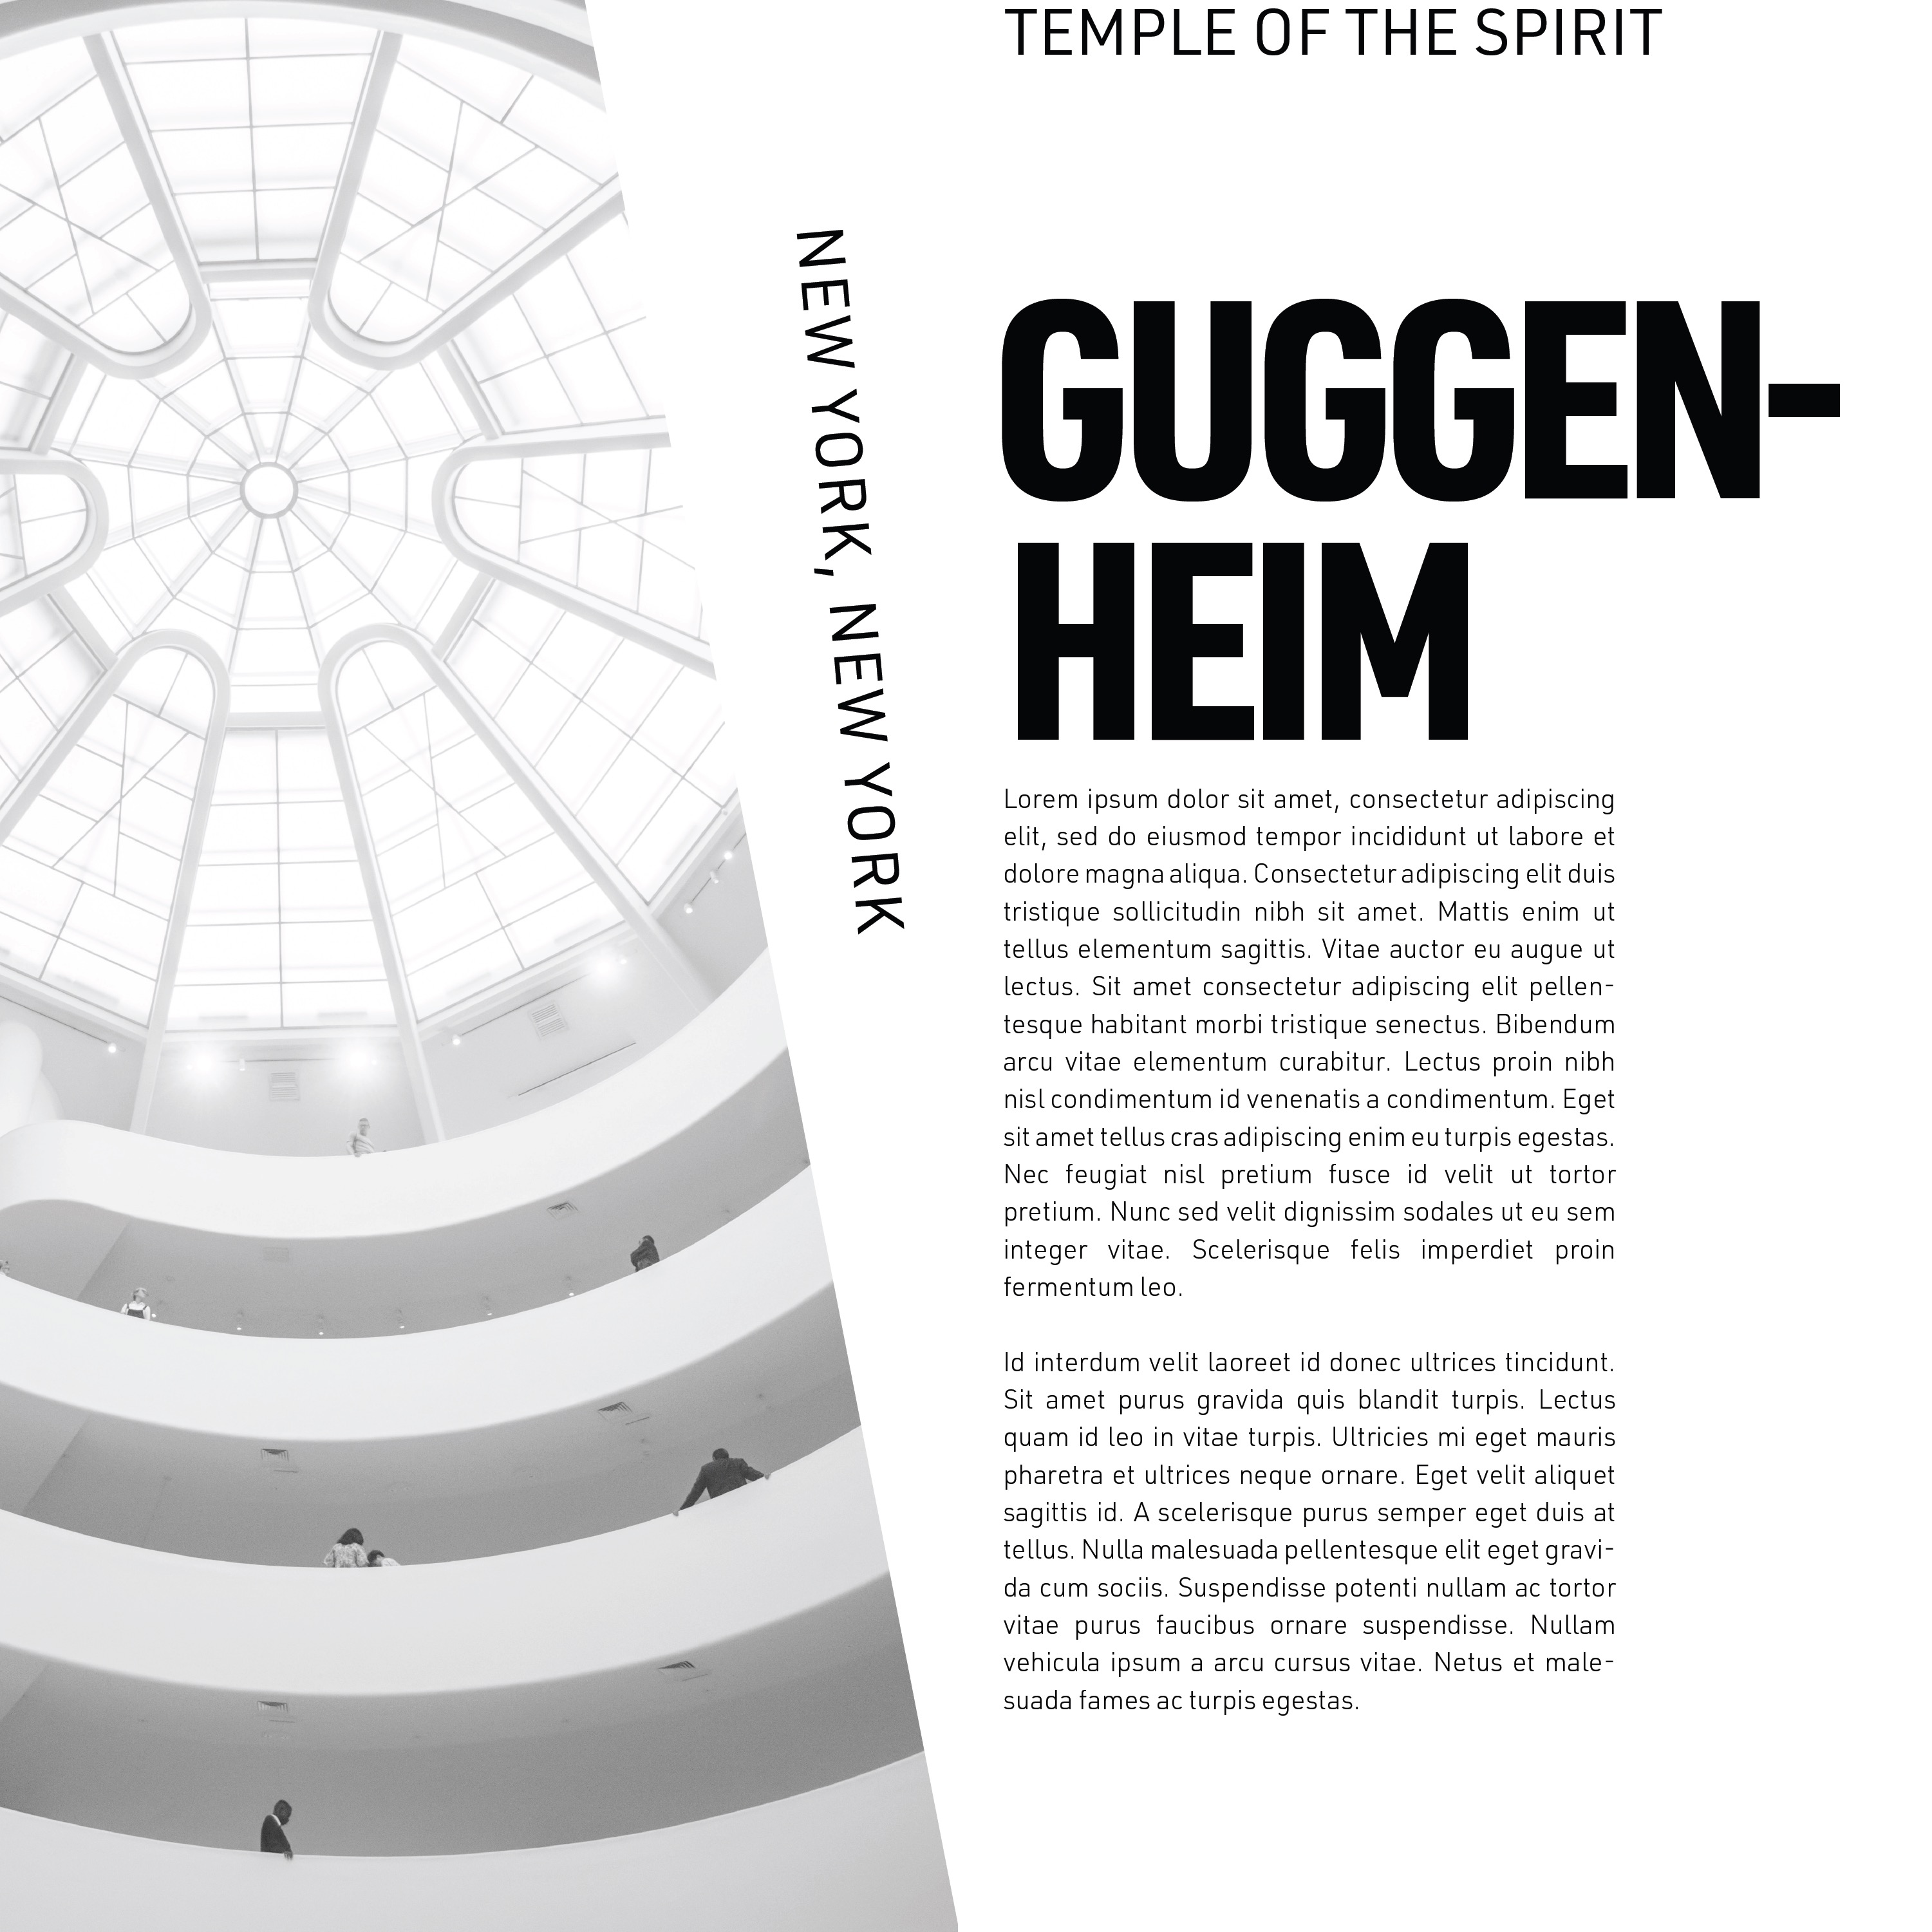 TEMPLE OF THE SPIRIT
NEW YORK, NEW YORK
GUGGEN-
HEIM
Lorem ipsum dolor sit amet, consectetur adipiscing
elit, sed do eiusmod tempor incididunt ut labore et
dolore magna aliqua. Consectetur adipiscing elit duis
tristique sollicitudin nibh sit amet. Mattis enim ut
tellus elementum sagittis. Vitae auctor eu augue ut
lectus. Sit amet consectetur adipiscing elit pellen-
tesque habitant morbi tristique senectus. Bibendum
arcu vitae elementum curabitur. Lectus proin nibh
nisl condimentum id venenatis a condimentum. Eget
sit amet tellus cras adipiscing enim eu turpis egestas.
Nec feugiat nisl pretium fusce id velit ut tortor
pretium. Nunc sed velit dignissim sodales ut eu sem
integer vitae. Scelerisque felis imperdiet proin
fermentum leo.
Id interdum velit laoreet id donec ultrices tincidunt.
Sit amet purus gravida quis blandit turpis. Lectus
quam id leo in vitae turpis. Ultricies mi eget mauris
pharetra et ultrices neque ornare. Eget velit aliquet
sagittis id. A scelerisque purus semper eget duis at
tellus. Nulla malesuada pellentesque elit eget gravi-
da cum sociis. Suspendisse potenti nullam ac tortor
vitae purus faucibus ornare suspendisse. Nullam
vehicula ipsum a arcu cursus vitae. Netus et male-
suada fames ac turpis egestas.